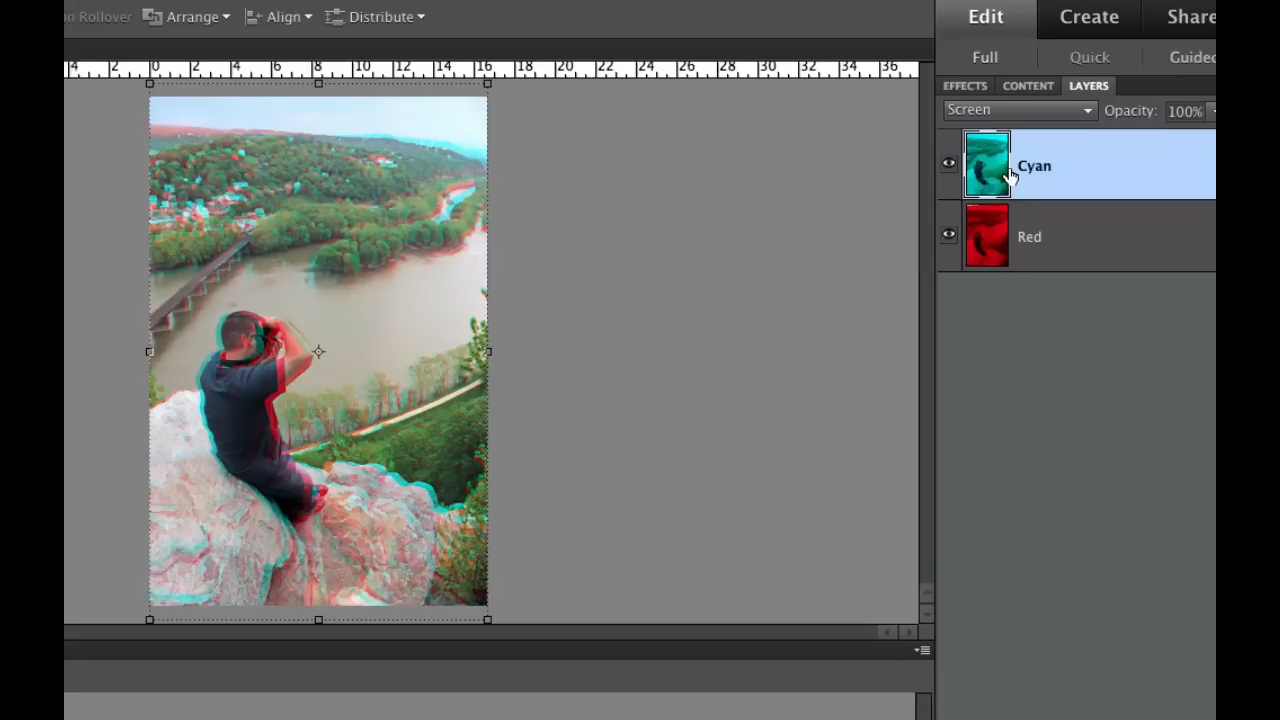 on Rollover Arrange Align Distribute
Edit Create Share
Full Quick Guided
4 2 0 2 4 6 8 10 12 14 16 18 20 22 24 26 28 30 32 34 36
EFFECTS CONTENT LAYERS
Screen Opacity: 100%
Cyan
Red